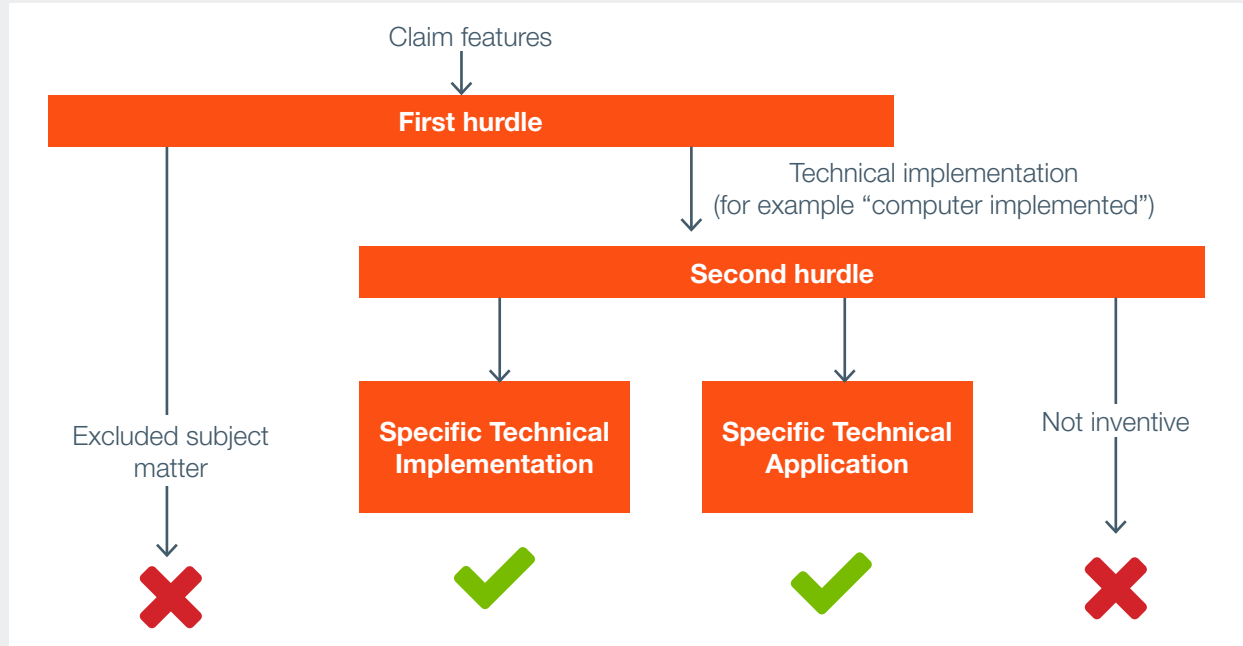 Claim features
First hurdle
Technical implementation
(for example “computer implemented”)
Second hurdle
Excluded subject
matter
Specific Technical
Implementation
Specific Technical
Application
Not inventive